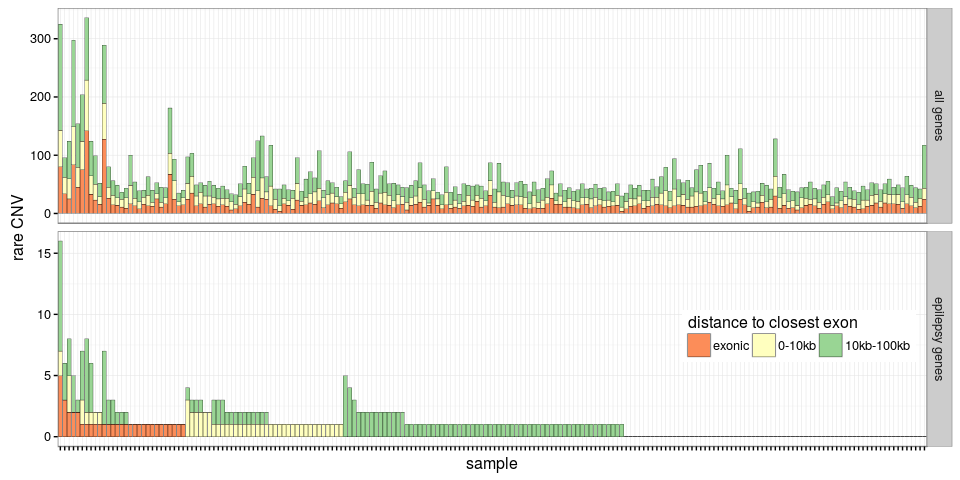 300
200
100
0
all genes
rare CNV
15
10
5
0
epilepsy genes
distance to closest exon
exonic 0-10kb 10kb-100kb
sample